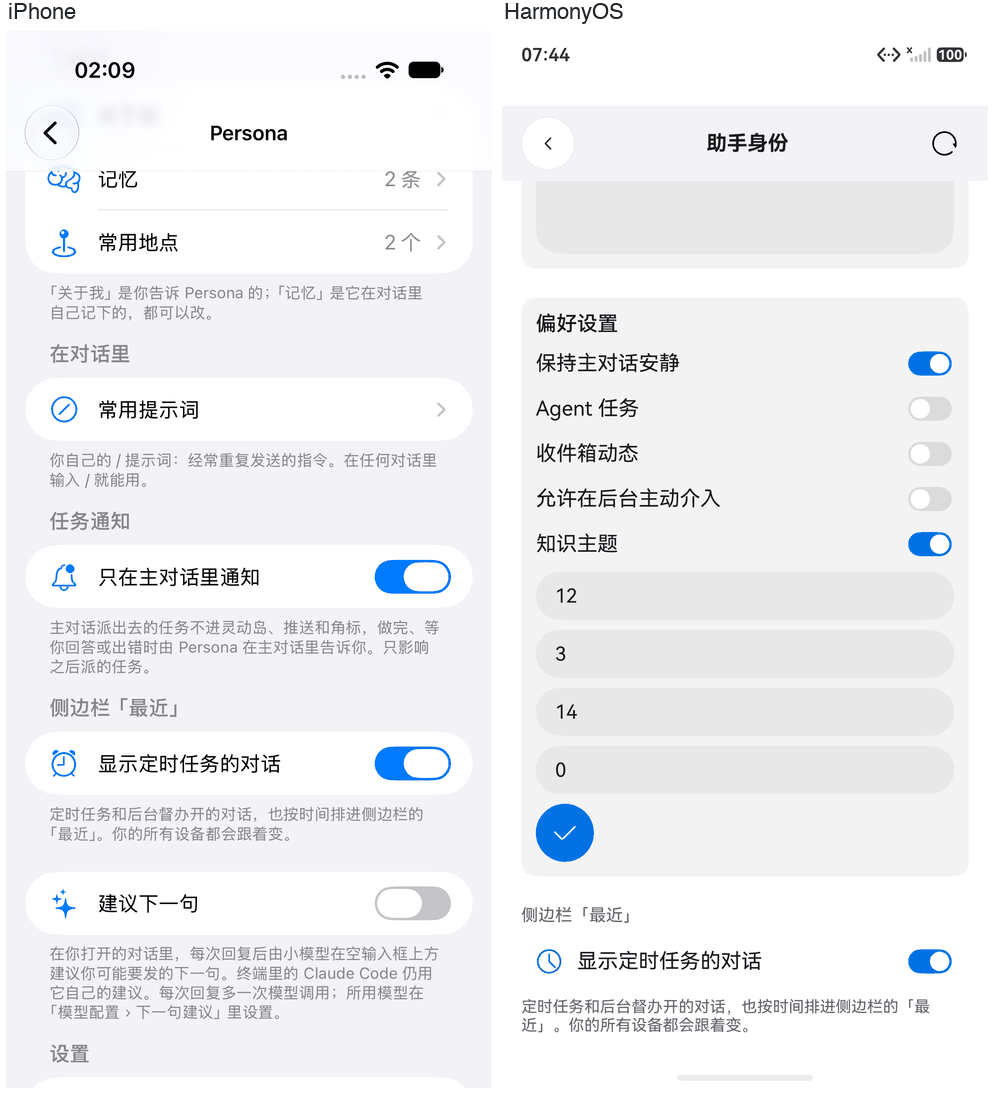 iPhone
02:09
Persona
记忆
2 条
常用地点
2 个
「关于我」是你告诉 Persona 的；「记忆」是它在对话里
自己记下的，都可以改。
在对话里
常用提示词
你自己的 / 提示词：经常重复发送的指令。在任何对话里
输入 / 就能用。
任务通知
只在主对话里通知
主对话派出去的任务不进灵动岛、推送和角标，做完、等
你回答或出错时由 Persona 在主对话里告诉你。只影响
之后派的任务。
侧边栏「最近」
显示定时任务的对话
定时任务和后台督办开的对话，也按时间排进侧边栏的
「最近」。你的所有设备都会跟着变。
建议下一句
在你打开的对话里，每次回复后由小模型在空输入框上方
建议你可能要发的下一句。终端里的 Claude Code 仍用
它自己的建议。每次回复多一次模型调用；所用模型在
「模型配置 › 下一句建议」里设置。
设置
HarmonyOS
07:44
100
助手身份
偏好设置
保持主对话安静
Agent 任务
收件箱动态
允许在后台主动介入
知识主题
12
3
14
0
侧边栏「最近」
显示定时任务的对话
定时任务和后台督办开的对话，也按时间排进侧边栏的「最
近」。你的所有设备都会跟着变。